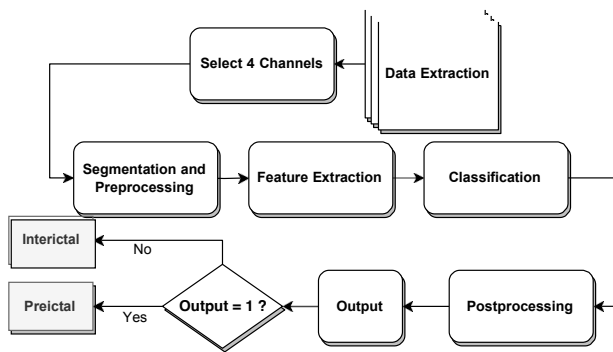 Select 4 Channels
Data Extraction
Segmentation and
Preprocessing
Feature Extraction
Classification
Interictal
No
Preictal
Yes
Output = 1 ?
Output
Postprocessing